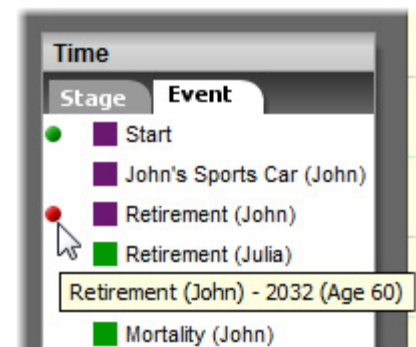 Time
Stage Event
Start
John's Sports Car (John)
Retirement (John)
Retirement (Julia)
Retirement (John) - 2032 (Age 60)
Mortality (John)